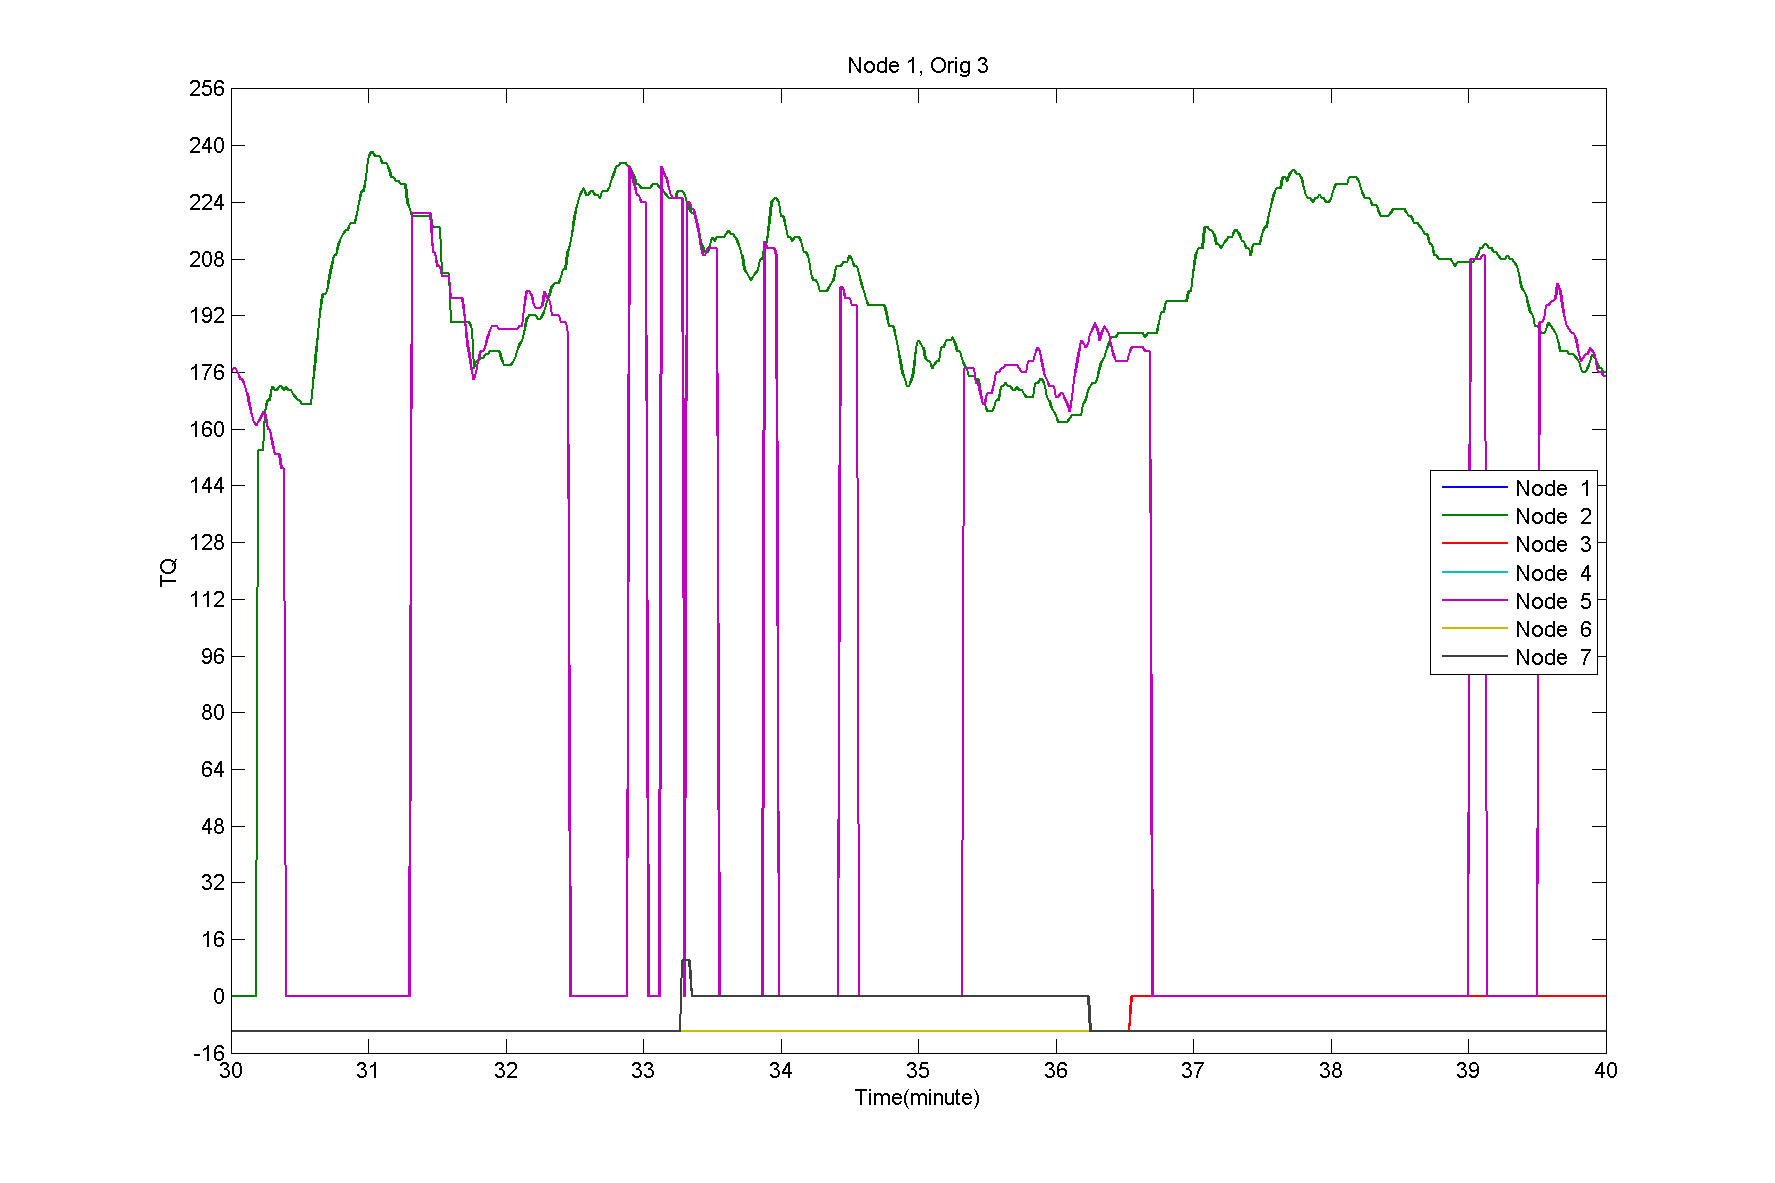 Node 1, Orig 3
256
240
224
208
192
176
160
144
128
112
96
80
64
48
32
16
0
-16
TQ
Node 1
Node 2
Node 3
Node 4
Node 5
Node 6
Node 7
30 31 32 33 34 35 36 37 38 39 40
Time(minute)